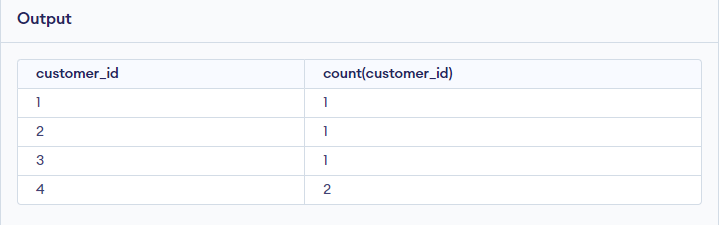 Output
customer_id count(customer_id)
1 1
2 1
3 1
4 2